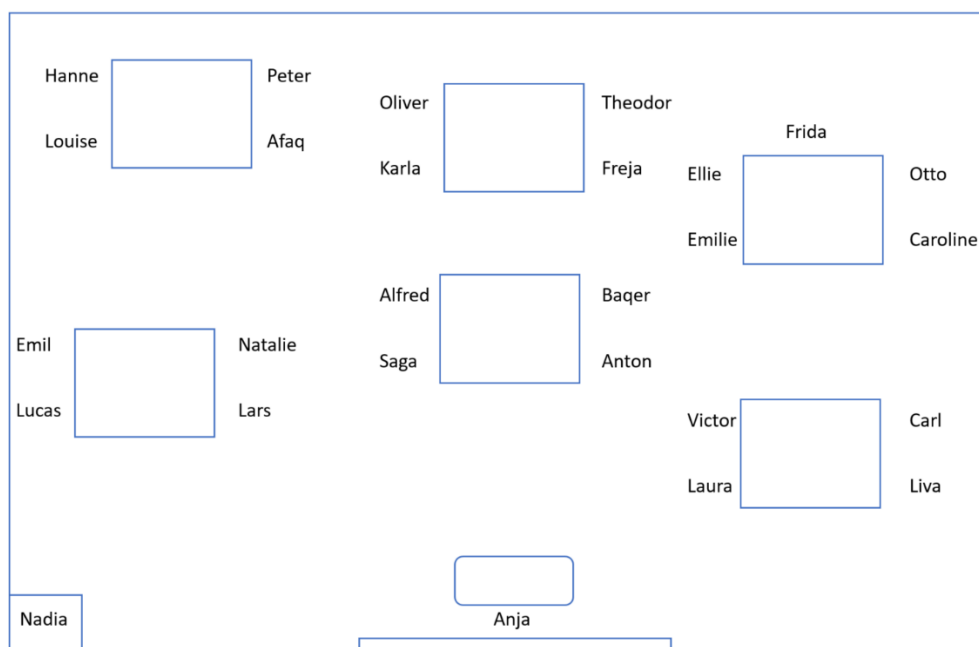 Hanne Peter
Louise Afaq
Oliver Theodor
Karla Freja
Frida
Ellie Otto
Emilie Caroline
Alfred Baqer
Saga Anton
Emil Natalie
Lucas Lars
Victor Carl
Laura Liva
Nadia
Anja